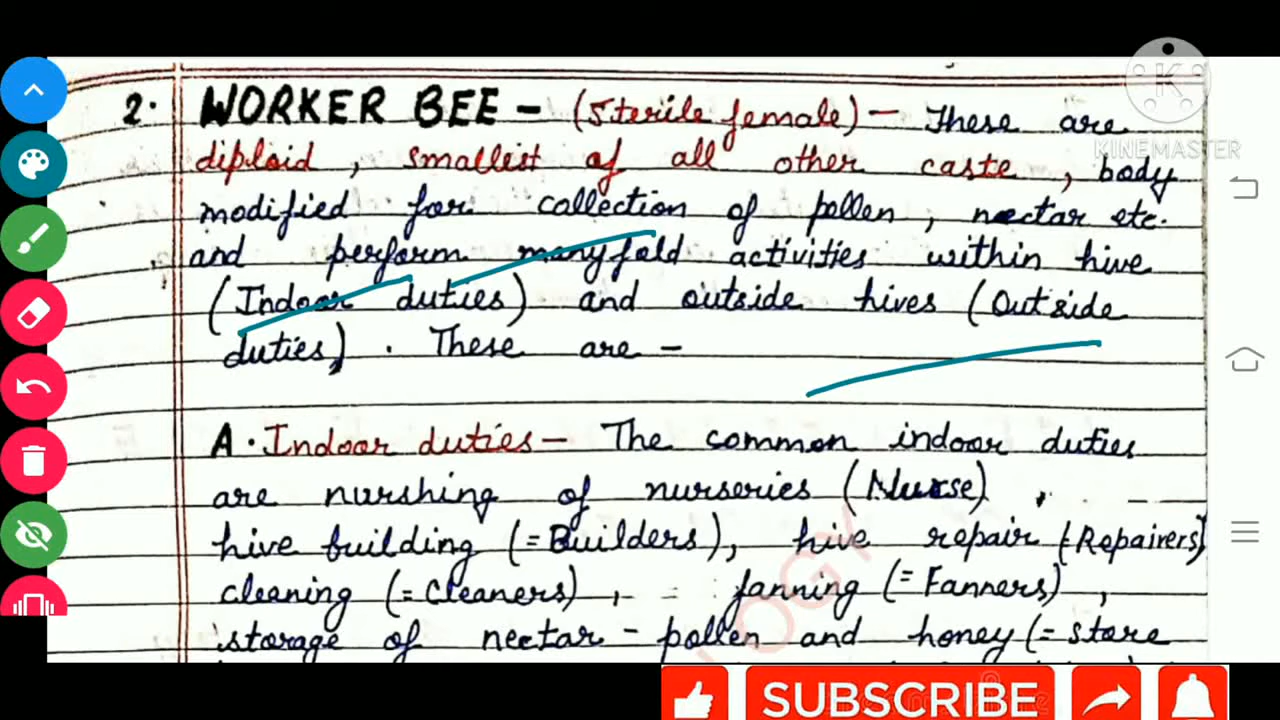 K
KINEMASTER
2. WORKER BEE - (Sterile female) - These are
diploid, smallest of all other caste, body
modified for collection of pollen, nectar etc.
and perform manyfold activities within hive
(Indoor duties) and outside hives (Outside
duties). These are -
A. Indoor duties - The common indoor duties
are nurshing of nurseries (Nurse)
hive building (= Builders), hive repair (= Repairers)
cleaning (= Cleaners), fanning (= Fanners),
storage of nectar - pollen and honey (= store
OGY
SUBSCRIBE